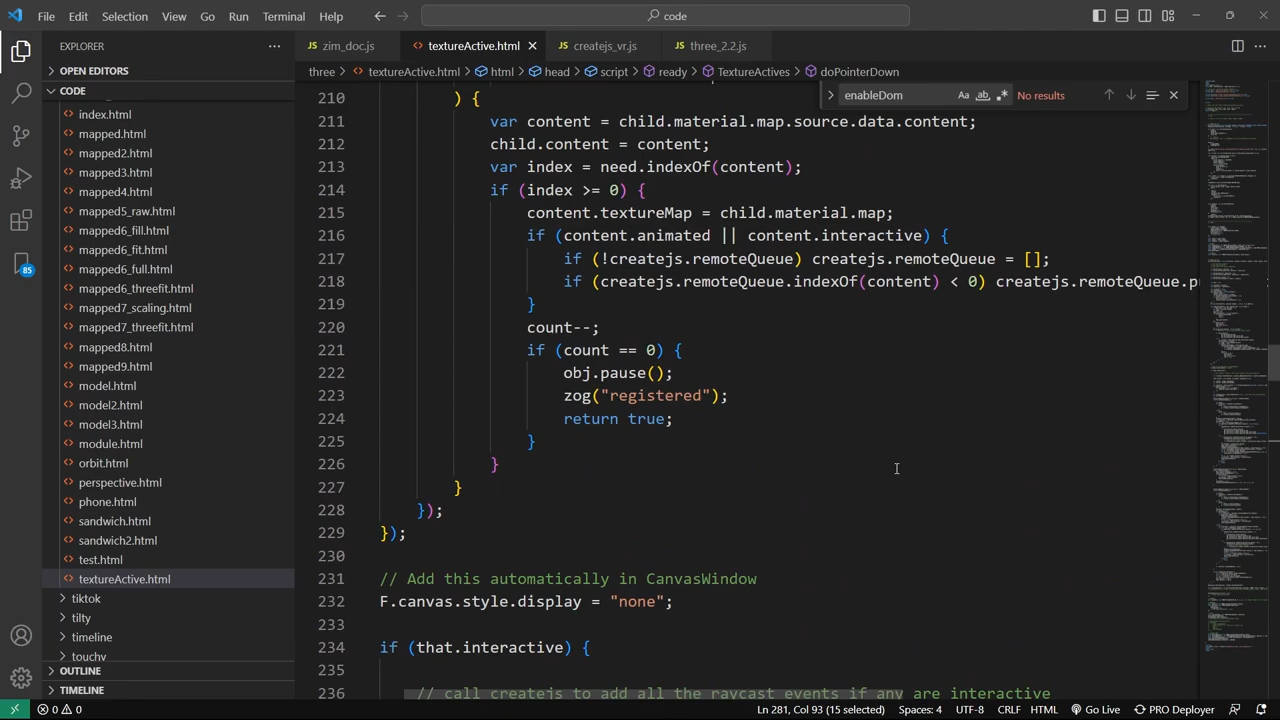 File Edit Selection View Go Run Terminal Help
code
EXPLORER
zim_doc.js
textureActive.html
createjs_vr.js
three_2.2.js
OPEN EDITORS
three > textureActive.html > html > head > script > ready > TextureActives > doPointerDown
CODE
enableDom
Aa ab .*
No results
index.html
mapped.html
mapped2.html
mapped3.html
mapped4.html
mapped5_raw.html
mapped6_fill.html
mapped6_fit.html
mapped6_full.html
mapped6_threefit.html
mapped7_scaling.html
mapped7_threefit.html
mapped8.html
mapped9.html
model.html
model2.html
model3.html
module.html
orbit.html
perspective.html
phone.html
sandwich.html
sandwich2.html
test.html
textureActive.html
tiktok
tilty
timeline
touchy
OUTLINE
TIMELINE
85
210 ) {
211 var content = child.material.map.source.data.content;
212 child.content = content;
213 var index = need.indexOf(content);
214 if (index >= 0) {
215 content.textureMap = child.material.map;
216 if (content.animated || content.interactive) {
217 if (!createjs.remoteQueue) createjs.remoteQueue = [];
218 if (createjs.remoteQueue.indexOf(content) < 0) createjs.remoteQueue.p
219 }
220 count--;
221 if (count == 0) {
222 obj.pause();
223 zog("registered");
224 return true;
225 }
226 }
227 }
228 });
229 });
230
231 // Add this automatically in CanvasWindow
232 F.canvas.style.display = "none";
233
234 if (that.interactive) {
235
236 // call createjs to add all the raycast events if any are interactive
0 0 Ln 281, Col 93 (15 selected) Spaces: 4 UTF-8 CRLF HTML Go Live PRO Deployer